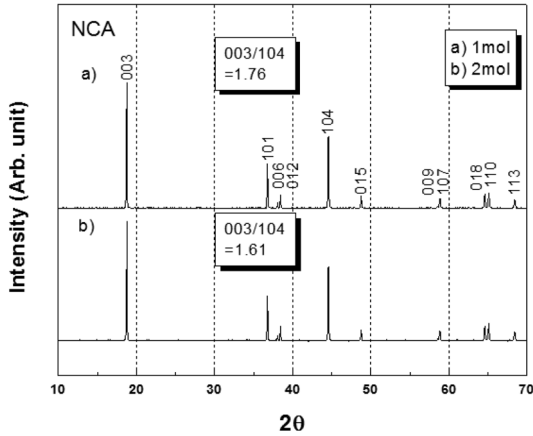 NCA
a) 1mol
b) 2mol
003/104
=1.76
a)
003
101
006
012
104
015
009
107
018
110
113
b)
003/104
=1.61
Intensity (Arb. unit)
10 20 30 40 50 60 70
2θ